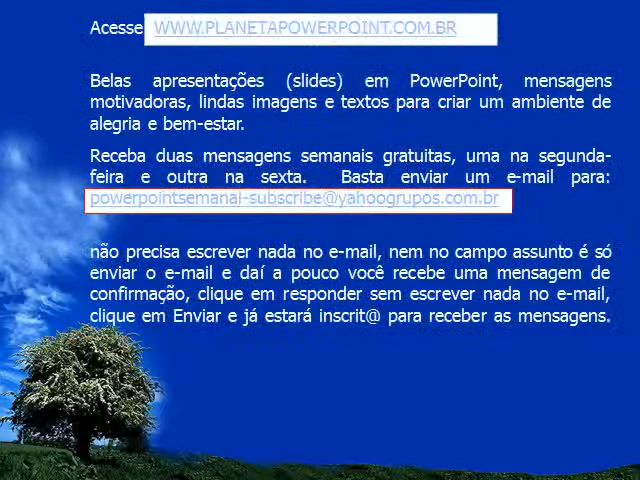 Acesse WWW.PLANETAPOWERPOINT.COM.BR
Belas apresentações (slides) em PowerPoint, mensagens
motivadoras, lindas imagens e textos para criar um ambiente de
alegria e bem-estar.
Receba duas mensagens semanais gratuitas, uma na segunda-
feira e outra na sexta. Basta enviar um e-mail para:
powerpointsemanal-subscribe@yahoogrupos.com.br
não precisa escrever nada no e-mail, nem no campo assunto é só
enviar o e-mail e daí a pouco você recebe uma mensagem de
confirmação, clique em responder sem escrever nada no e-mail,
clique em Enviar e já estará inscrit@ para receber as mensagens.